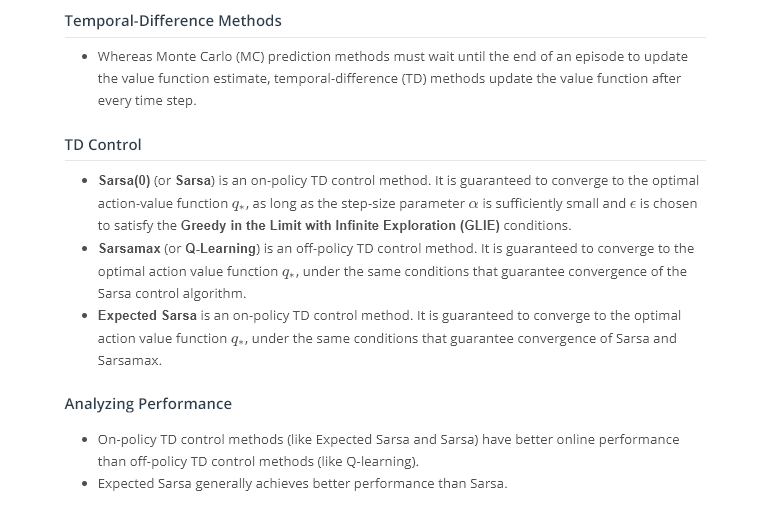 Temporal-Difference Methods
Whereas Monte Carlo (MC) prediction methods must wait until the end of an episode to update
the value function estimate, temporal-difference (TD) methods update the value function after
every time step.
TD Control
Sarsa(0) (or Sarsa) is an on-policy TD control method. It is guaranteed to converge to the optimal
action-value function q∗, as long as the step-size parameter α is sufficiently small and ϵ is chosen
to satisfy the Greedy in the Limit with Infinite Exploration (GLIE) conditions.
Sarsamax (or Q-Learning) is an off-policy TD control method. It is guaranteed to converge to the
optimal action value function q∗, under the same conditions that guarantee convergence of the
Sarsa control algorithm.
Expected Sarsa is an on-policy TD control method. It is guaranteed to converge to the optimal
action value function q∗, under the same conditions that guarantee convergence of Sarsa and
Sarsamax.
Analyzing Performance
On-policy TD control methods (like Expected Sarsa and Sarsa) have better online performance
than off-policy TD control methods (like Q-learning).
Expected Sarsa generally achieves better performance than Sarsa.